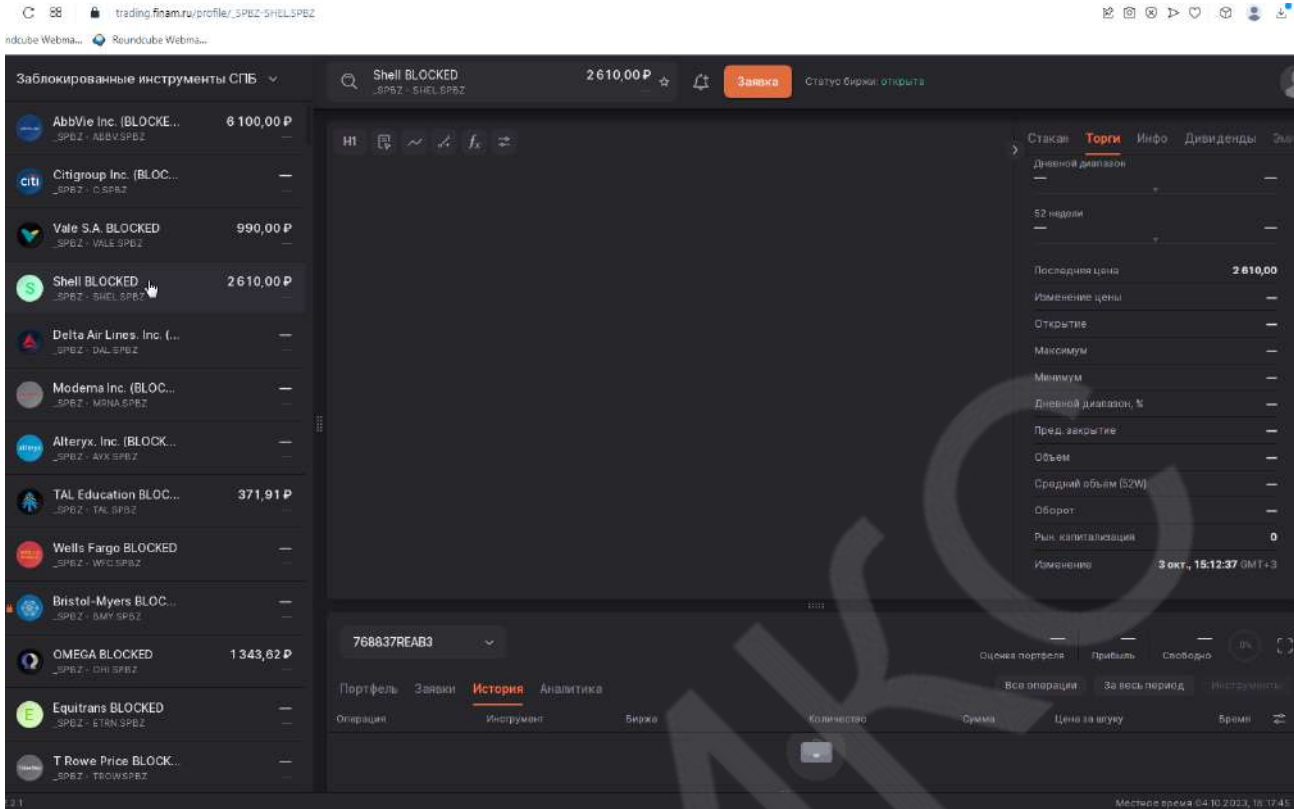 trading.finam.ru/profile/_SPBZ-SHEL.SPBZ
ndcube Webma... Roundcube Webma...
Заблокированные инструменты СПБ
Shell BLOCKED
_SPBZ - SHEL.SPBZ
2 610,00 ₽
Заявка
Статус биржи: открыта
AbbVie Inc. (BLOCKE...
6 100,00 ₽
_SPBZ - ABBV.SPBZ
Citigroup Inc. (BLOC...
—
_SPBZ - C.SPBZ
Vale S.A. BLOCKED
990,00 ₽
_SPBZ - VALE.SPBZ
Shell BLOCKED
2 610,00 ₽
_SPBZ - SHEL.SPBZ
Delta Air Lines, Inc. (...
—
_SPBZ - DAL.SPBZ
Moderna Inc. (BLOC...
—
_SPBZ - MRNA.SPBZ
Alteryx, Inc. (BLOCK...
—
_SPBZ - AYX.SPBZ
TAL Education BLOC...
371,91 ₽
_SPBZ - TAL.SPBZ
Wells Fargo BLOCKED
—
_SPBZ - WFC.SPBZ
Bristol-Myers BLOC...
—
_SPBZ - BMY.SPBZ
OMEGA BLOCKED
1 343,62 ₽
_SPBZ - OHI.SPBZ
Equitrans BLOCKED
—
_SPBZ - ETRN.SPBZ
T Rowe Price BLOCK...
—
_SPBZ - TROW.SPBZ
H1
Стакан Торги Инфо Дивиденды
Дневной диапазон
— —
52 недели
— —
Последняя цена 2 610,00
Изменение цены —
Открытие —
Максимум —
Минимум —
Дневной диапазон, % —
Пред. закрытие —
Объем —
Средний объем (52W) —
Оборот —
Рын. капитализация 0
Изменение 3 окт., 15:12:37 GMT+3
768837REAB3
Оценка портфеля Прибыль Свободно 0%
Портфель Заявки История Аналитика
Все операции За весь период Инструменты
Операция Инструмент Биржа Количество Сумма Цена за штуку Время
Местное время 04.10.2023, 18:17:45